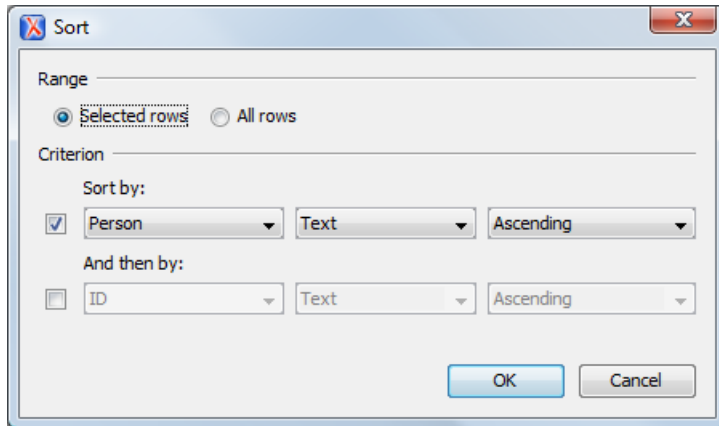 Sort
Range
Selected rows All rows
Criterion
Sort by:
Person Text Ascending
And then by:
ID Text Ascending
OK Cancel